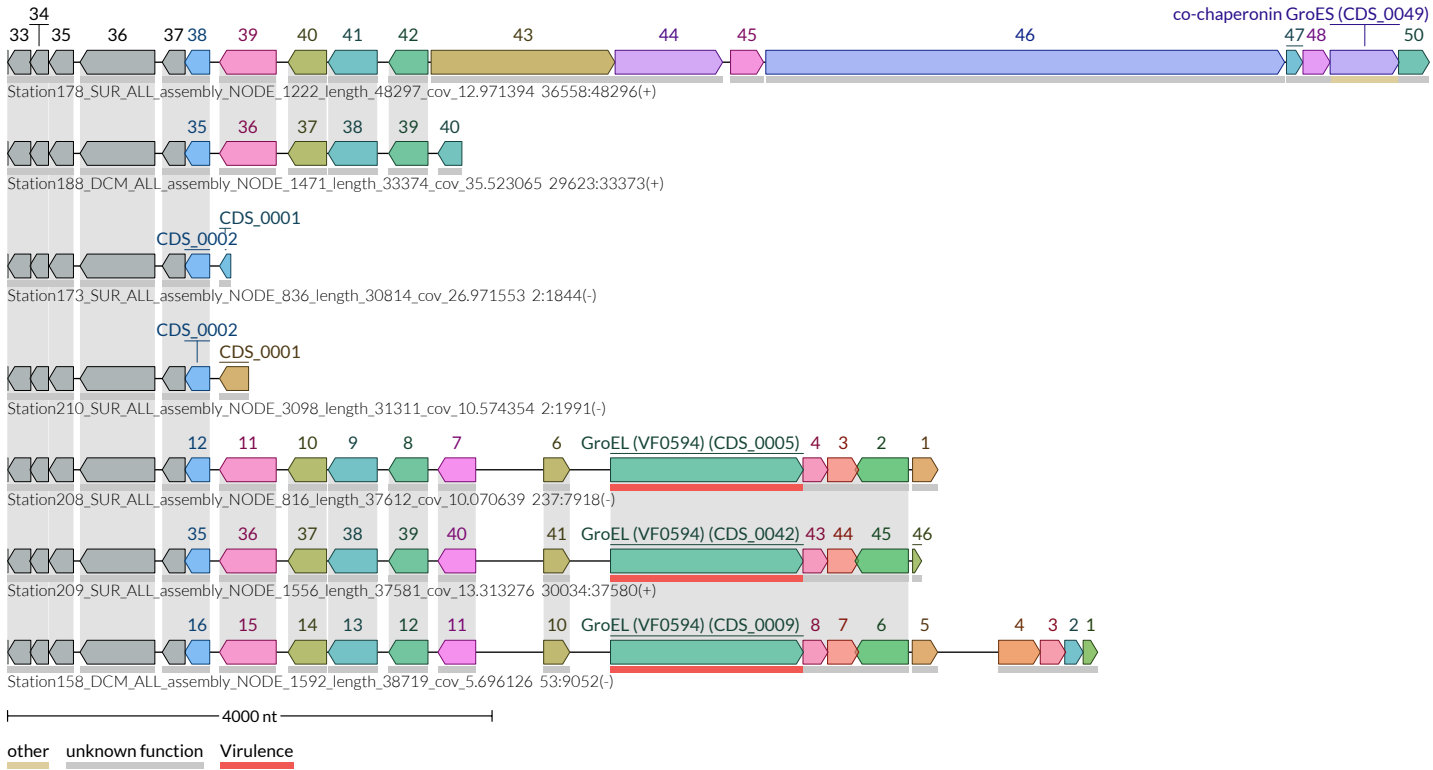 34 co-chaperonin GroES (CDS_0049)
33 35 36 37 38 39 40 41 42 43 44 45 46 47 48 50
Station178_SUR_ALL_assembly_NODE_1222_length_48297_cov_12.971394 36558:48296(+)
35 36 37 38 39 40
Station188_DCM_ALL_assembly_NODE_1471_length_33374_cov_35.523065 29623:33373(+)
CDS_0001
CDS_0002
Station173_SUR_ALL_assembly_NODE_836_length_30814_cov_26.971553 2:1844(-)
CDS_0002
CDS_0001
Station210_SUR_ALL_assembly_NODE_3098_length_31311_cov_10.574354 2:1991(-)
12 11 10 9 8 7 6 GroEL (VF0594) (CDS_0005) 4 3 2 1
Station208_SUR_ALL_assembly_NODE_816_length_37612_cov_10.070639 237:7918(-)
35 36 37 38 39 40 41 GroEL (VF0594) (CDS_0042) 43 44 45 46
Station209_SUR_ALL_assembly_NODE_1556_length_37581_cov_13.313276 30034:37580(+)
16 15 14 13 12 11 10 GroEL (VF0594) (CDS_0009) 8 7 6 5 4 3 2 1
Station158_DCM_ALL_assembly_NODE_1592_length_38719_cov_5.696126 53:9052(-)
4000 nt
other unknown function Virulence